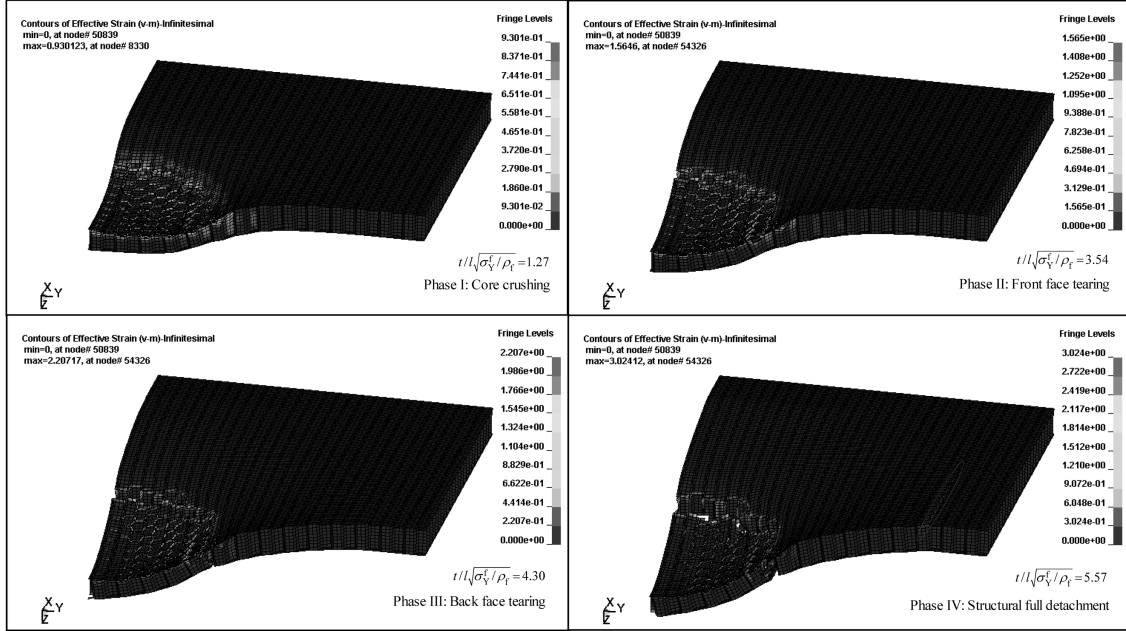 Contours of Effective Strain (v-m)-Infinitesimal
min=0, at node# 50839
max=0.930123, at node# 8330
Fringe Levels
9.301e-01
8.371e-01
7.441e-01
6.511e-01
5.581e-01
4.651e-01
3.720e-01
2.790e-01
1.860e-01
9.301e-02
0.000e+00
t/l√σ_Y^f/ρ_f =1.27
Phase I: Core crushing
X
Y
Z
Contours of Effective Strain (v-m)-Infinitesimal
min=0, at node# 50839
max=1.5646, at node# 54326
Fringe Levels
1.565e+00
1.408e+00
1.252e+00
1.095e+00
9.388e-01
7.823e-01
6.258e-01
4.694e-01
3.129e-01
1.565e-01
0.000e+00
t/l√σ_Y^f/ρ_f =3.54
Phase II: Front face tearing
X
Y
Z
Contours of Effective Strain (v-m)-Infinitesimal
min=0, at node# 50839
max=2.20717, at node# 54326
Fringe Levels
2.207e+00
1.986e+00
1.766e+00
1.545e+00
1.324e+00
1.104e+00
8.829e-01
6.622e-01
4.414e-01
2.207e-01
0.000e+00
t/l√σ_Y^f/ρ_f =4.30
Phase III: Back face tearing
X
Y
Z
Contours of Effective Strain (v-m)-Infinitesimal
min=0, at node# 50839
max=3.02412, at node# 54326
Fringe Levels
3.024e+00
2.722e+00
2.419e+00
2.117e+00
1.814e+00
1.512e+00
1.210e+00
9.072e-01
6.048e-01
3.024e-01
0.000e+00
t/l√σ_Y^f/ρ_f =5.57
Phase IV: Structural full detachment
X
Y
Z